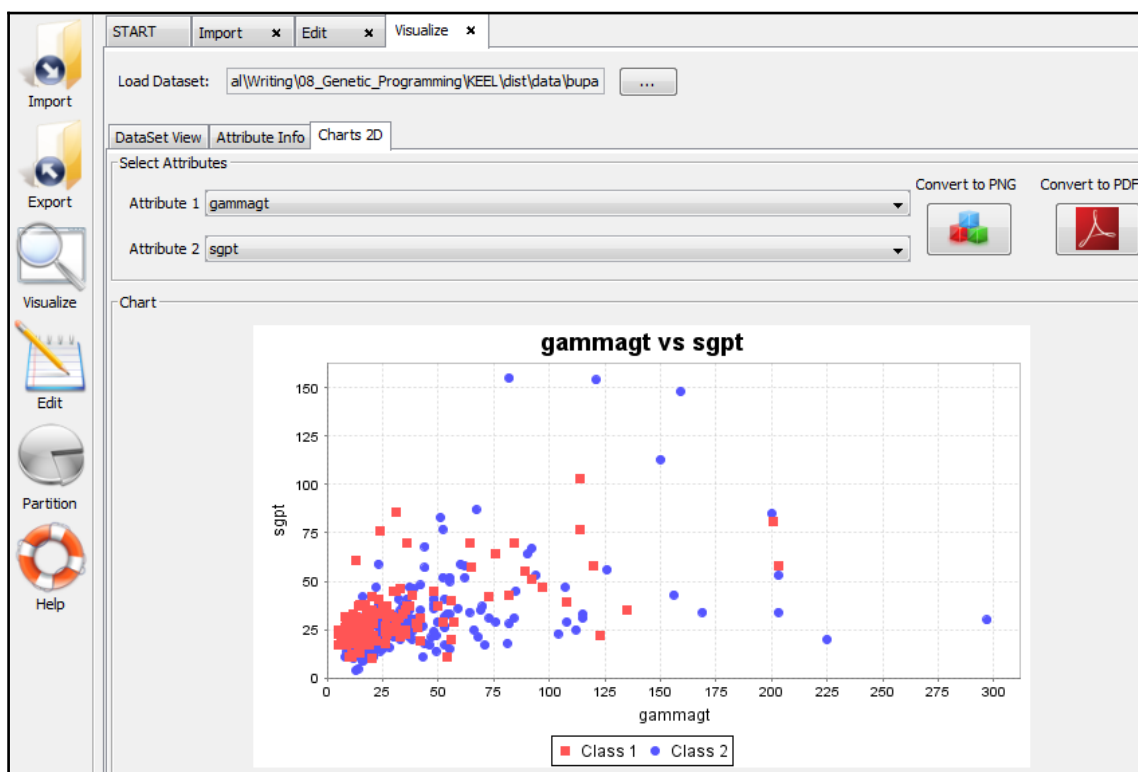 START
Import ×
Edit ×
Visualize ×
Import
Export
Visualize
Edit
Partition
Help
Load Dataset: al\Writing\08_Genetic_Programming\KEEL\dist\data\bupa ...
DataSet View Attribute Info Charts 2D
Select Attributes
Attribute 1 gammagt
Attribute 2 sgpt
Convert to PNG Convert to PDF
Chart
gammagt vs sgpt
150
125
100
75
50
25
0
sgpt
0 25 50 75 100 125 150 175 200 225 250 275 300
gammagt
Class 1 Class 2